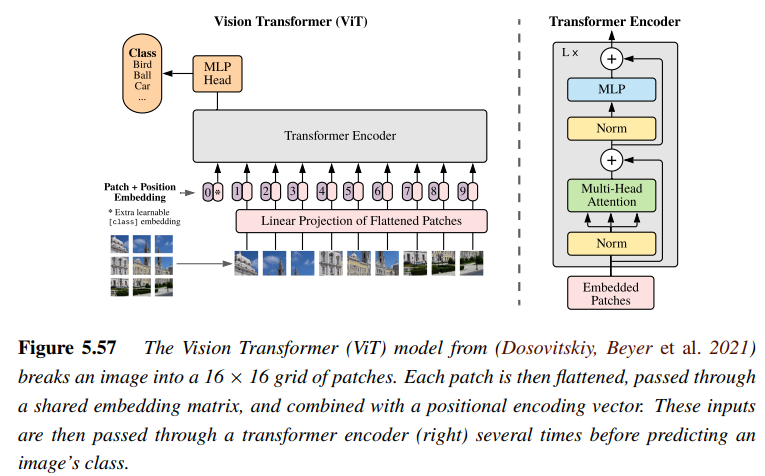 Vision Transformer (ViT)
Transformer Encoder
Class
Bird
Ball
Car
...
MLP
Head
Transformer Encoder
Patch + Position
Embedding
* Extra learnable
[class] embedding
0 * 1 2 3 4 5 6 7 8 9
Linear Projection of Flattened Patches
L x
+
MLP
Norm
+
Multi-Head
Attention
Norm
Embedded
Patches
Figure 5.57 The Vision Transformer (ViT) model from (Dosovitskiy, Beyer et al. 2021)
breaks an image into a 16 × 16 grid of patches. Each patch is then flattened, passed through
a shared embedding matrix, and combined with a positional encoding vector. These inputs
are then passed through a transformer encoder (right) several times before predicting an
image's class.